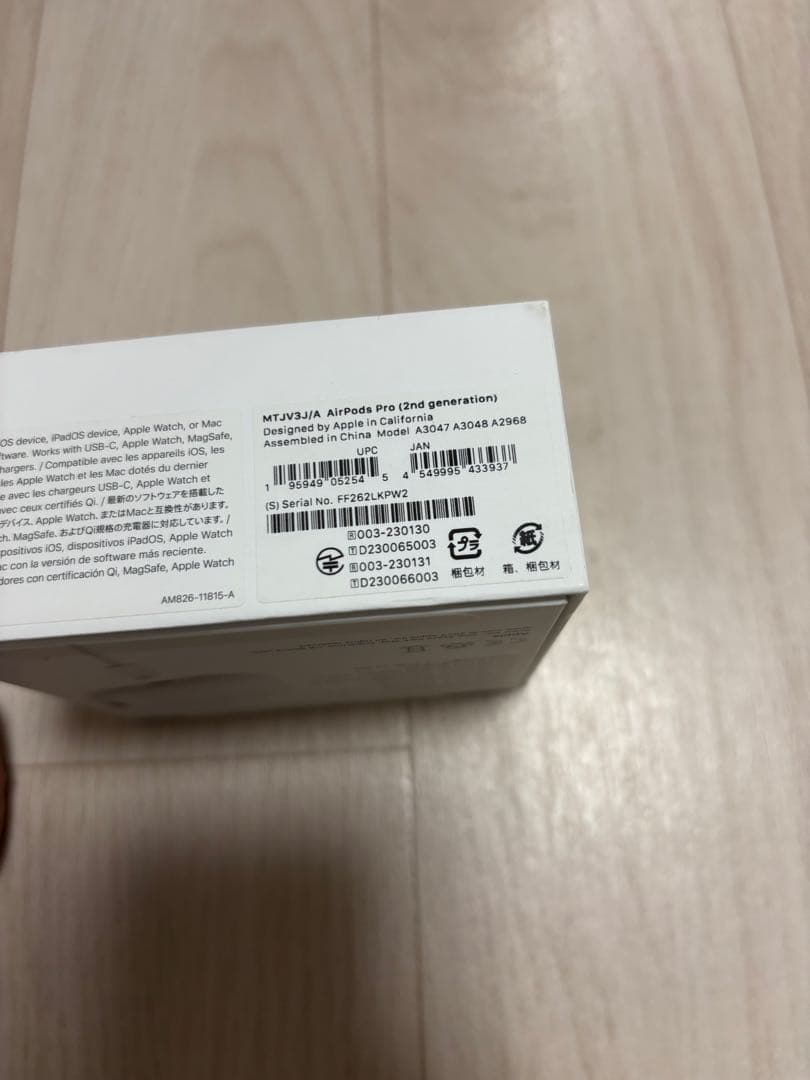 OS device, iPadOS device, Apple Watch, or Mac
ftware. Works with USB-C, Apple Watch, MagSafe,
hargers. / Compatible avec les appareils iOS, les
les Apple Watch et les Mac dotés du dernier
e avec les chargeurs USB-C, Apple Watch et
avec ceux certifiés Qi. / 最新のソフトウェアを搭載した
デバイス、Apple Watch、またはMacと互換性があります。
ch、MagSafe、およびQi規格の充電器に対応しています。 /
positivos iOS, dispositivos iPadOS, Apple Watch
c con la versión de software más reciente.
dores con certificación Qi, MagSafe, Apple Watch
AM826-11815-A
MTJV3J/A AirPods Pro (2nd generation)
Designed by Apple in California
Assembled in China Model A3047 A3048 A2968
UPC JAN
1 95949 05254 5 4 549995 433937
(S) Serial No. FF262LKPW2
R 003-230130
T D230065003
R 003-230131
T D230066003
プラ
梱包材
紙
箱、梱包材